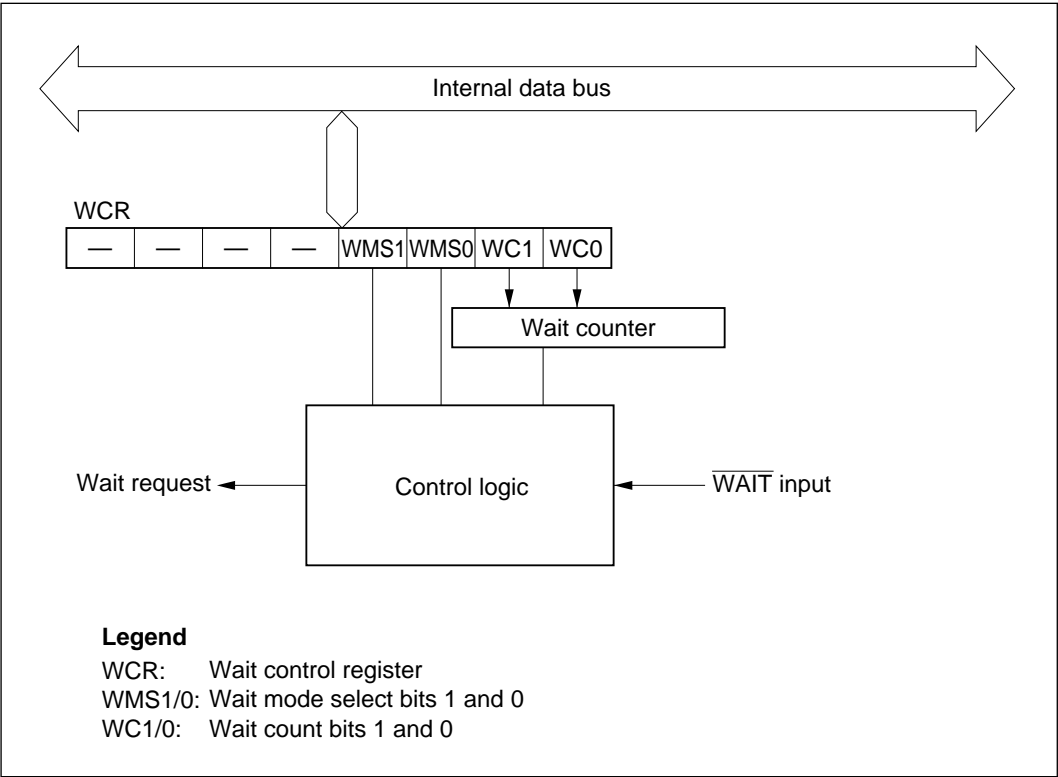 Internal data bus
WCR
— — — — WMS1 WMS0 WC1 WC0
Wait counter
Wait request Control logic W̅A̅I̅T̅ input
Legend
WCR: Wait control register
WMS1/0: Wait mode select bits 1 and 0
WC1/0: Wait count bits 1 and 0